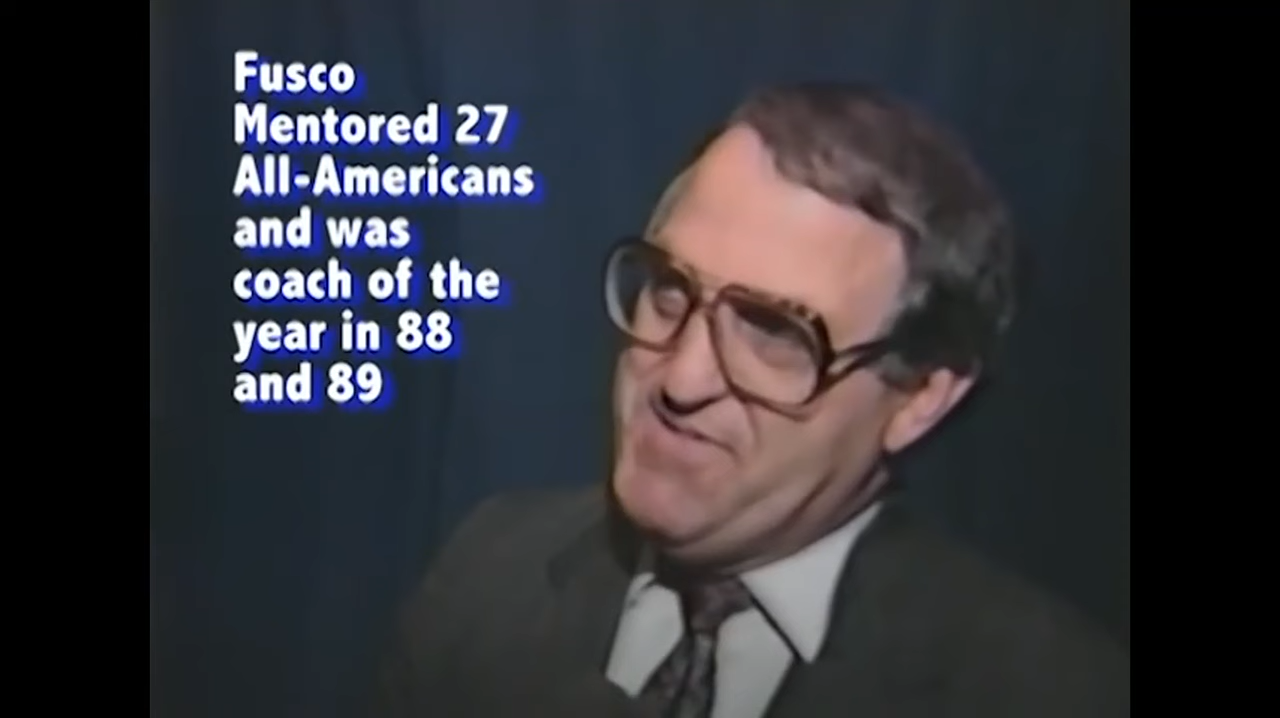 Fusco
Mentored 27
All-Americans
and was
coach of the
year in 88
and 89